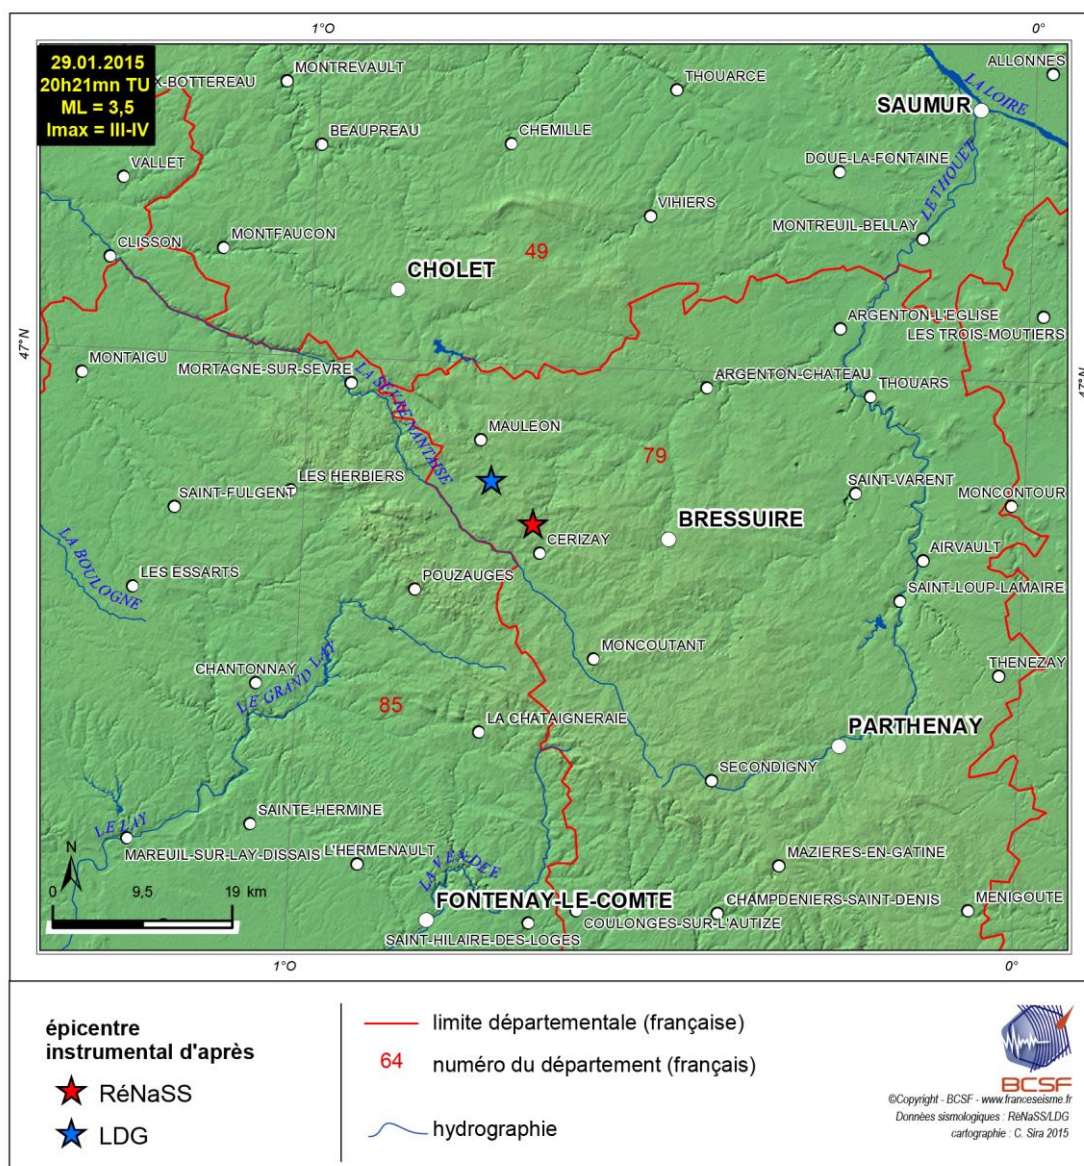 1°O
0°
29.01.2015
20h21mn TU
ML = 3,5
Imax = III-IV
X-BOTTEREAU
MONTREVAULT
THOUARCE
ALLONNES
LA LOIRE
SAUMUR
BEAUPREAU
CHEMILLE
VALLET
DOUE-LA-FONTAINE
LE THOUET
VIHIERS
MONTREUIL-BELLAY
CLISSON
MONTFAUCON
49
CHOLET
ARGENTON-L'EGLISE
LES TROIS-MOUTIERS
47°N
MONTAIGU
MORTAGNE-SUR-SEVRE
LA SEVRE NANTAISE
ARGENTON-CHATEAU
THOUARS
47°N
MAULEON
79
LES HERBIERS
SAINT-FULGENT
SAINT-VARENT
MONCONTOUR
BRESSUIRE
CERIZAY
LA BOULOGNE
LES ESSARTS
POUZAUGES
AIRVAULT
SAINT-LOUP-LAMAIRE
MONCOUTANT
CHANTONNAY
LE GRAND LAY
THENEZAY
85
LA CHATAIGNERAIE
PARTHENAY
SECONDIGNY
SAINTE-HERMINE
LE LAY
MAREUIL-SUR-LAY-DISSAIS
L'HERMENAULT
MAZIERES-EN-GATINE
N
LA VENDEE
0 9,5 19 km
FONTENAY-LE-COMTE
CHAMPDENIERS-SAINT-DENIS
MENIGOUTE
COULONGES-SUR-L'AUTIZE
SAINT-HILAIRE-DES-LOGES
1°O
0°
épicentre
instrumental d'après
RéNaSS
LDG
limite départementale (française)
64 numéro du département (français)
hydrographie
BCSF
©Copyright - BCSF - www.franceseisme.fr
Données sismologiques : RéNaSS/LDG
cartographie : C. Sira 2015